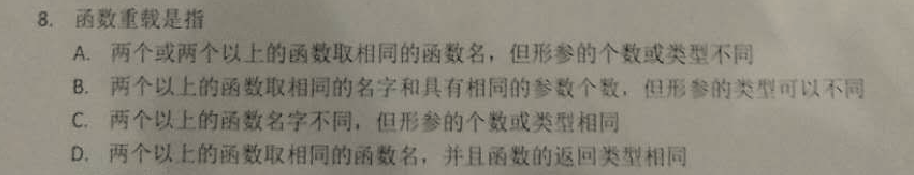 8. 函数重载是指
A. 两个或两个以上的函数取相同的函数名，但形参的个数或类型不同
B. 两个以上的函数取相同的名字和具有相同的参数个数，但形参的类型可以不同
C. 两个以上的函数名字不同，但形参的个数或类型相同
D. 两个以上的函数取相同的函数名，并且函数的返回类型相同